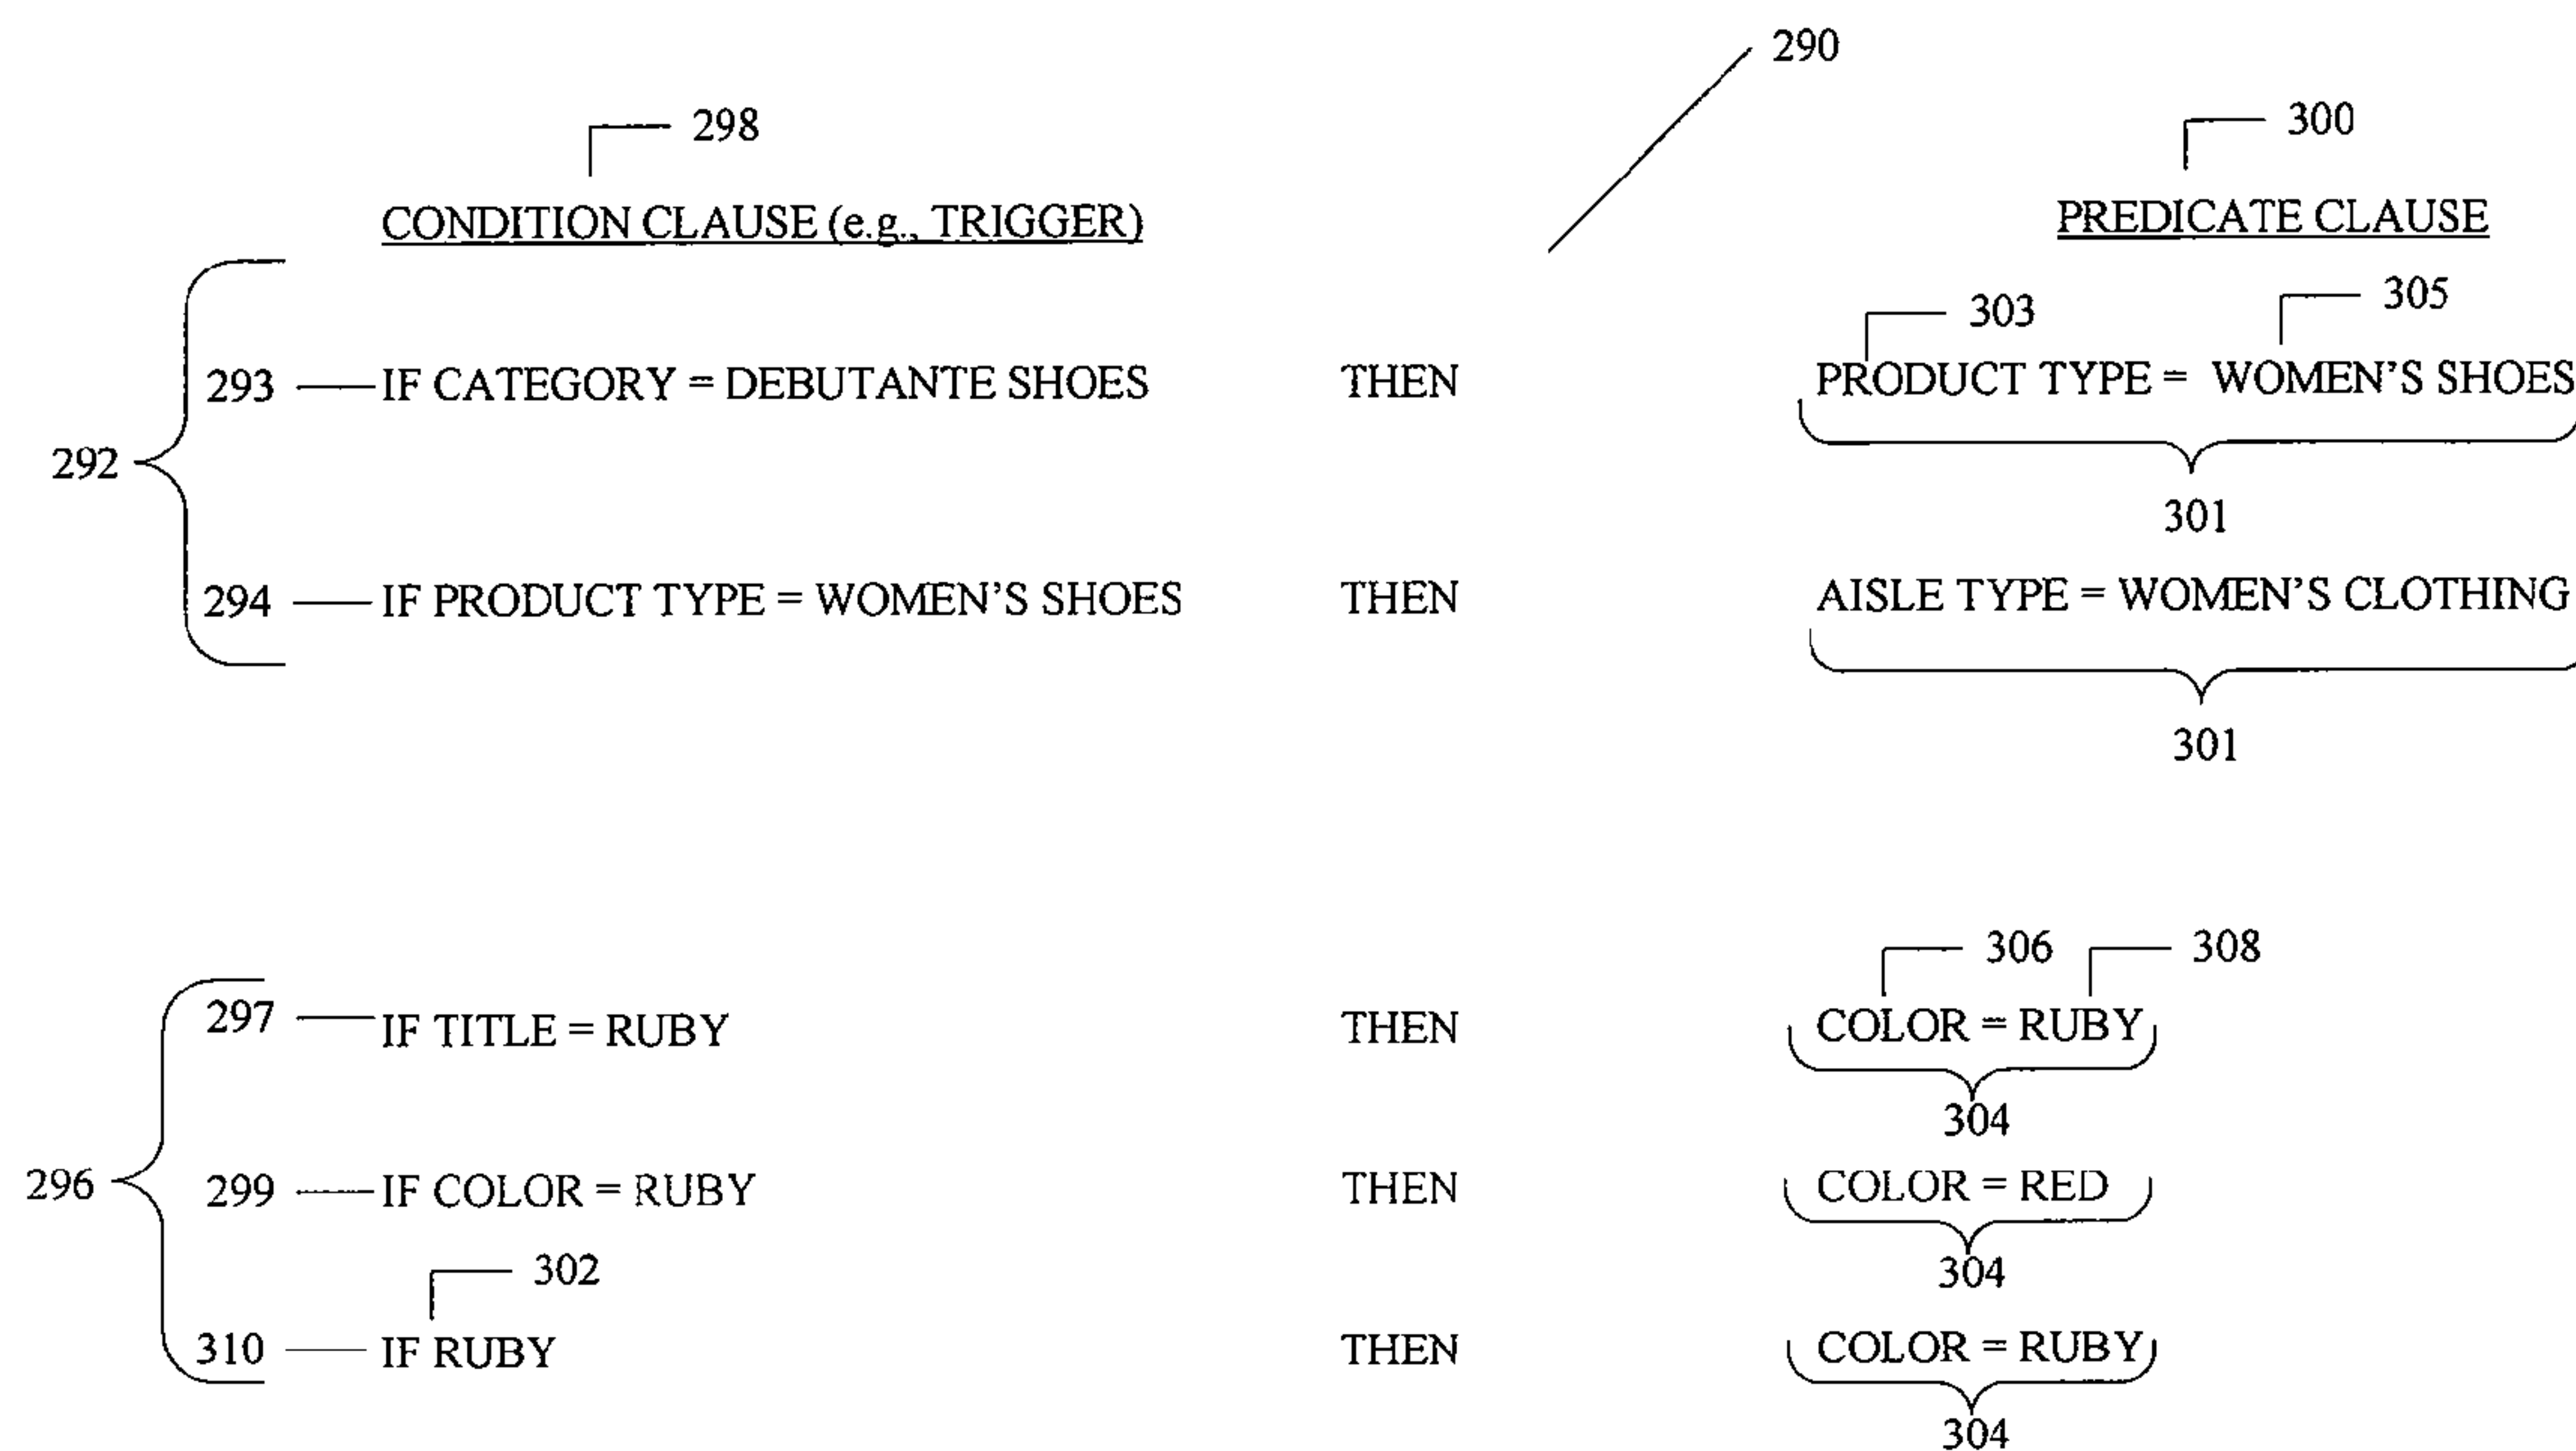 290
298
300
CONDITION CLAUSE (e.g., TRIGGER)
PREDICATE CLAUSE
303
305
293 IF CATEGORY = DEBUTANTE SHOES THEN PRODUCT TYPE = WOMEN'S SHOES
292
301
294 IF PRODUCT TYPE = WOMEN'S SHOES THEN AISLE TYPE = WOMEN'S CLOTHING
301
306
308
297 IF TITLE = RUBY THEN COLOR = RUBY
304
296
299 IF COLOR = RUBY THEN COLOR = RED
302
304
310 IF RUBY THEN COLOR = RUBY
304